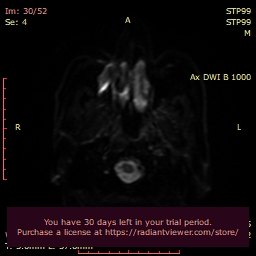 Im: 30/52
Se: 4
A
STP99
STP99
M
Ax DWI B 1000
R
L
You have 30 days left in your trial period.
Purchase a license at https://radiantviewer.com/store/